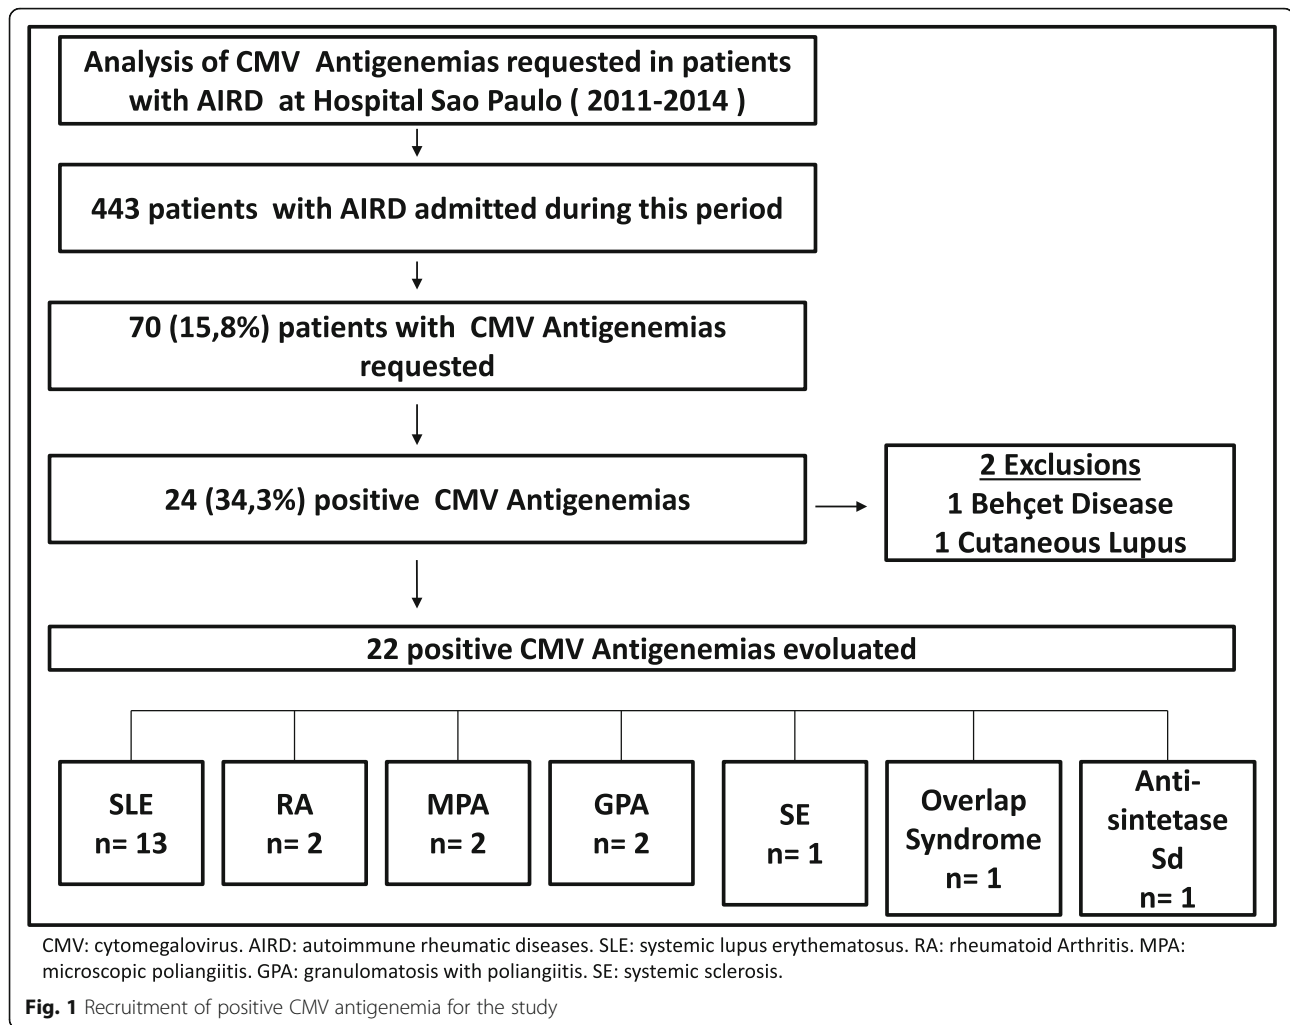 Analysis of CMV Antigenemias requested in patients
with AIRD at Hospital Sao Paulo ( 2011-2014 )
443 patients with AIRD admitted during this period
70 (15,8%) patients with CMV Antigenemias
requested
24 (34,3%) positive CMV Antigenemias
2 Exclusions
1 Behçet Disease
1 Cutaneous Lupus
22 positive CMV Antigenemias evoluated
SLE
n= 13
RA
n= 2
MPA
n= 2
GPA
n= 2
SE
n= 1
Overlap
Syndrome
n= 1
Anti-
sintetase
Sd
n= 1
CMV: cytomegalovirus. AIRD: autoimmune rheumatic diseases. SLE: systemic lupus erythematosus. RA: rheumatoid Arthritis. MPA:
microscopic poliangiitis. GPA: granulomatosis with poliangiitis. SE: systemic sclerosis.
Fig. 1 Recruitment of positive CMV antigenemia for the study